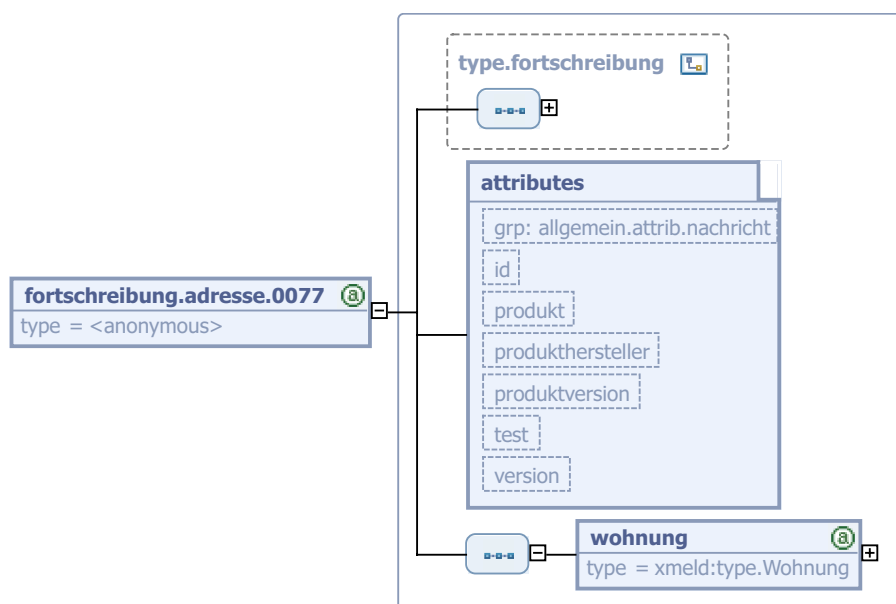 type.fortschreibung
attributes
grp: allgemein.attrib.nachricht
id
produkt
fortschreibung.adresse.0077
type = <anonymous>
produkthersteller
produktversion
test
version
wohnung
type = xmeld:type.Wohnung